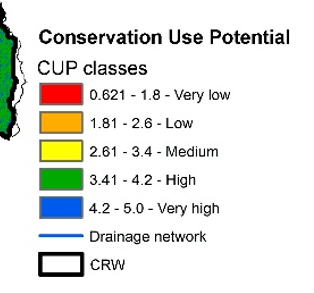 Conservation Use Potential
CUP classes
0.621 - 1.8 - Very low
1.81 - 2.6 - Low
2.61 - 3.4 - Medium
3.41 - 4.2 - High
4.2 - 5.0 - Very high
Drainage network
CRW